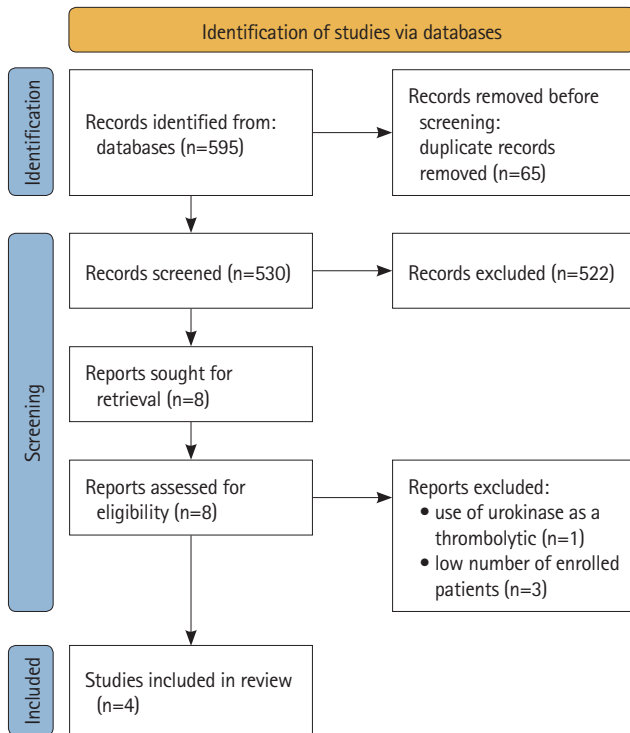 Identification of studies via databases
Identification
Records identified from:
databases (n=595)
Records removed before
screening:
duplicate records
removed (n=65)
Screening
Records screened (n=530)
Records excluded (n=522)
Reports sought for
retrieval (n=8)
Reports assessed for
eligibility (n=8)
Reports excluded:
• use of urokinase as a
thrombolytic (n=1)
• low number of enrolled
patients (n=3)
Included
Studies included in review
(n=4)